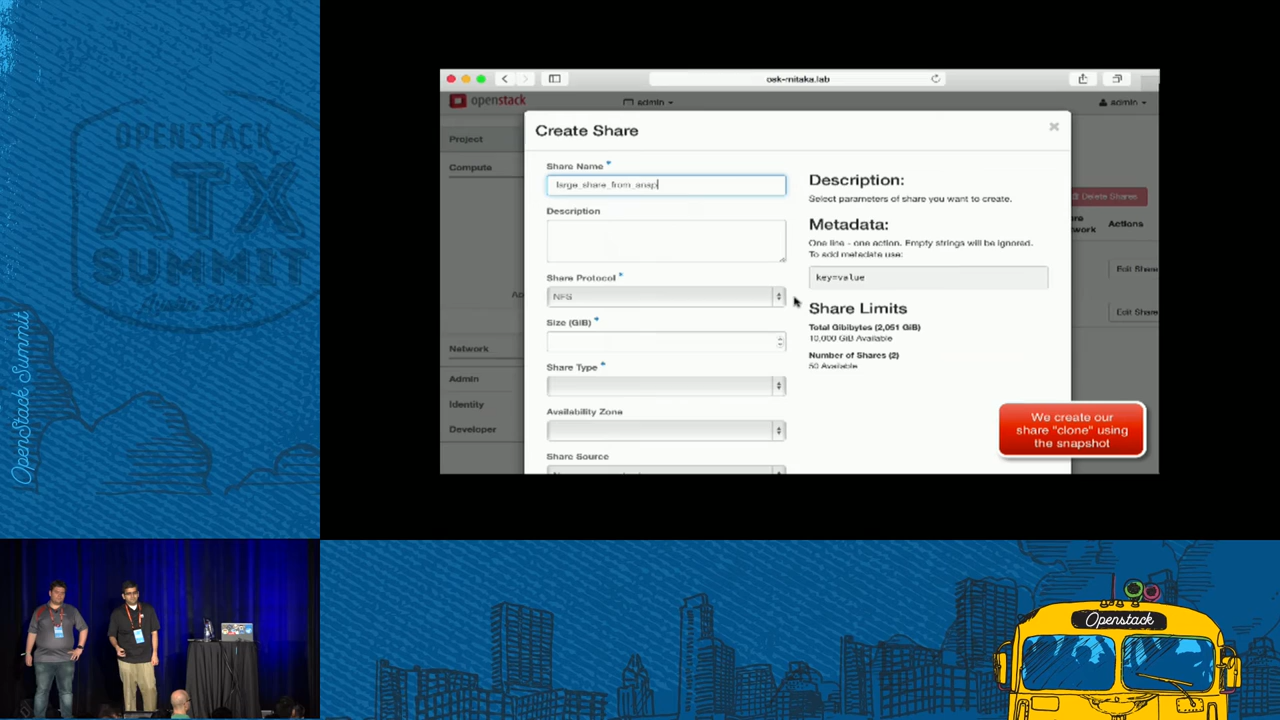 OPENSTACK
TX
OpenStack Summit
osk-mitaka.lab
openstack
admin
admin
Project
Compute
Network
Admin
Identity
Developer
Create Share
Share Name *
large_share_from_snap
Description
Share Protocol *
NFS
Size (GiB) *
Share Type *
Availability Zone
Share Source
Description:
Select parameters of share you want to create.
Metadata:
One line - one action. Empty strings will be ignored.
To add metadata use:
key=value
Share Limits
Total Gibibytes (2,051 GiB)
10,000 GiB Available
Number of Shares (2)
50 Available
Delete Shares
Actions
Edit Share
Edit Share
We create our
share "clone" using
the snapshot
Openstack